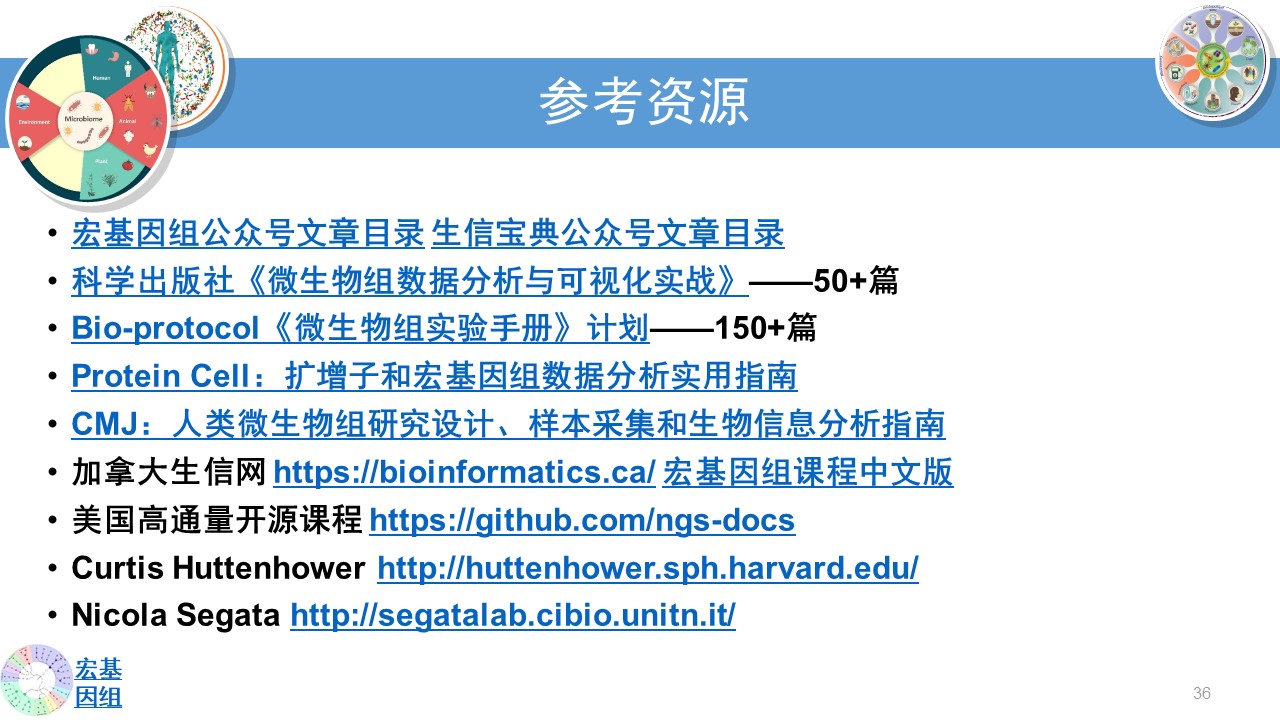 参考资源
Human
Environment
Microbiome
Animal
Plant
• 宏基因组公众号文章目录 生信宝典公众号文章目录
• 科学出版社《微生物组数据分析与可视化实战》——50+篇
• Bio-protocol《微生物组实验手册》计划——150+篇
• Protein Cell：扩增子和宏基因组数据分析实用指南
• CMJ：人类微生物组研究设计、样本采集和生物信息分析指南
• 加拿大生信网 https://bioinformatics.ca/ 宏基因组课程中文版
• 美国高通量开源课程 https://github.com/ngs-docs
• Curtis Huttenhower http://huttenhower.sph.harvard.edu/
• Nicola Segata http://segatalab.cibio.unitn.it/
宏基
因组
36